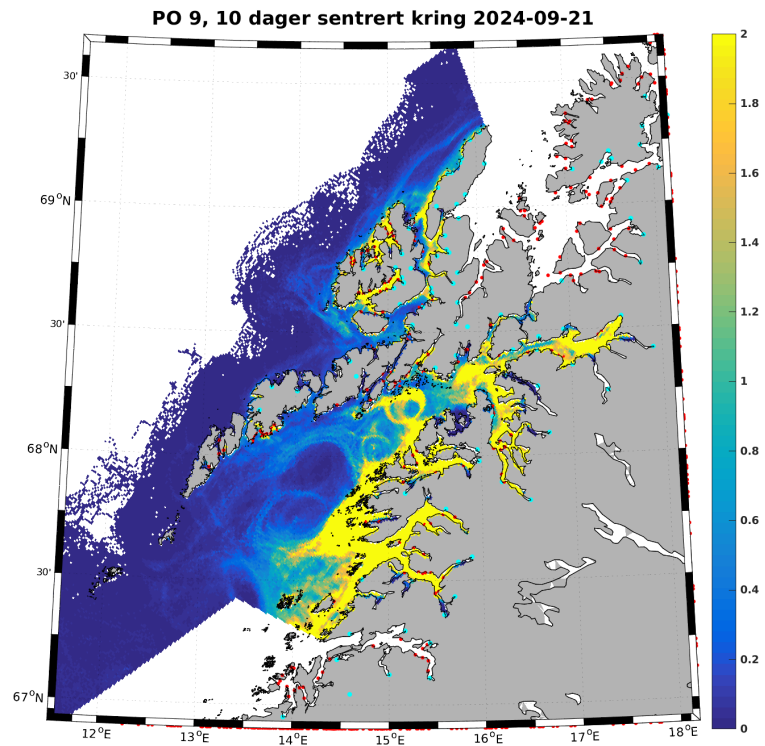 PO 9, 10 dager sentrert kring 2024-09-21
30'
69°N
30'
68°N
30'
67°N
12°E
13°E
14°E
15°E
16°E
17°E
18°E
2
1.8
1.6
1.4
1.2
1
0.8
0.6
0.4
0.2
0